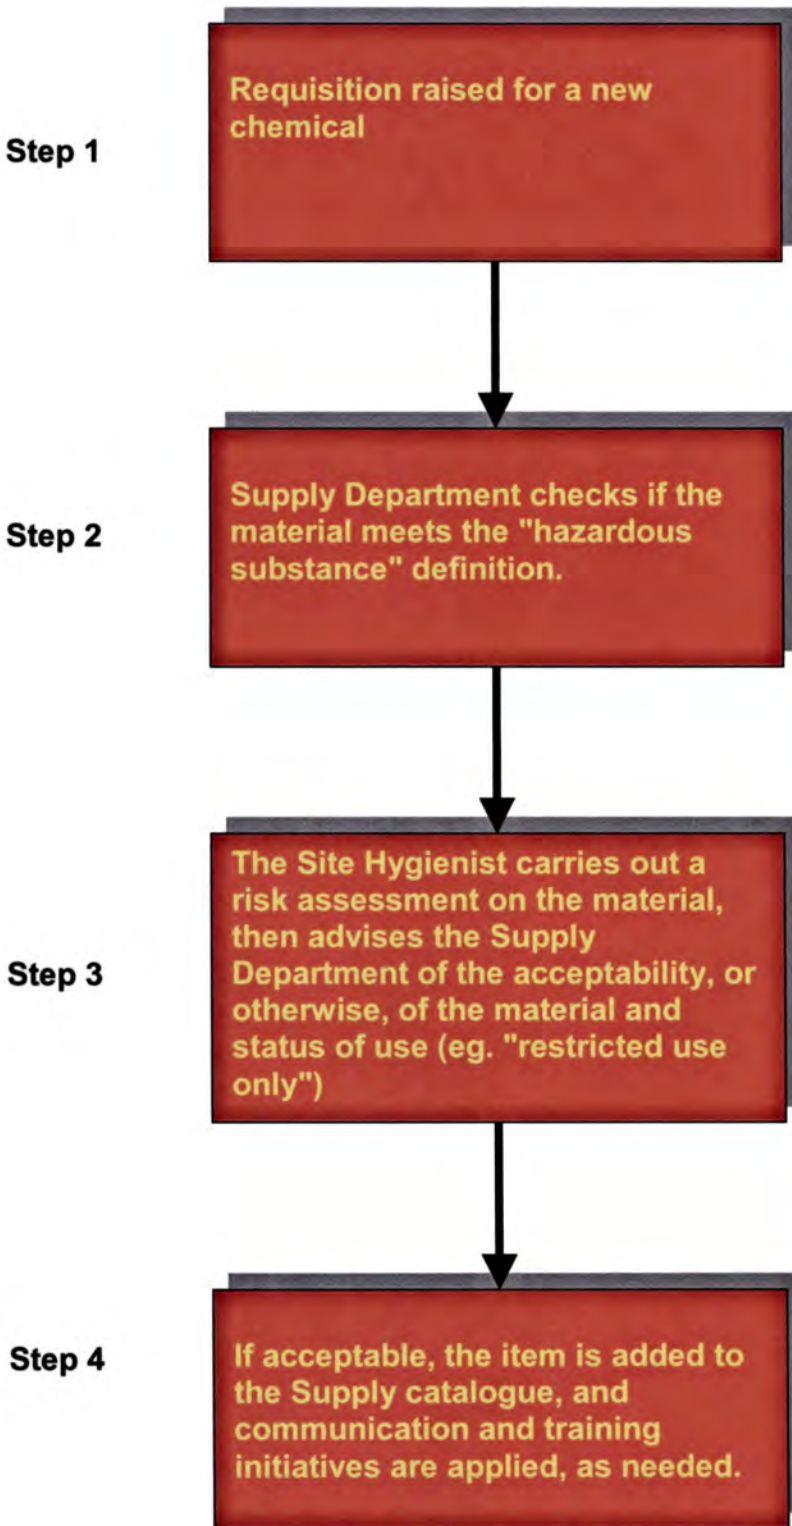 Step 1
Requisition raised for a new
chemical
Step 2
Supply Department checks if the
material meets the "hazardous
substance" definition.
Step 3
The Site Hygienist carries out a
risk assessment on the material,
then advises the Supply
Department of the acceptability, or
otherwise, of the material and
status of use (eg. "restricted use
only")
Step 4
If acceptable, the item is added to
the Supply catalogue, and
communication and training
initiatives are applied, as needed.